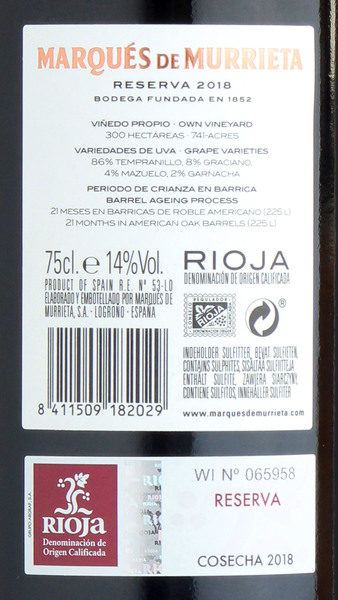 MARQUÉS DE MURRIETA
RESERVA 2018
BODEGA FUNDADA EN 1852
VIÑEDO PROPIO · OWN VINEYARD
300 HECTÁREAS · 741-ACRES
VARIEDADES DE UVA · GRAPE VARIETIES
86% TEMPRANILLO, 8% GRACIANO,
4% MAZUELO, 2% GARNACHA
PERIODO DE CRIANZA EN BARRICA
BARREL AGEING PROCESS
21 MESES EN BARRICAS DE ROBLE AMERICANO (225 L)
21 MONTHS IN AMERICAN OAK BARRELS (225 L)
75cl. e 14%Vol.
PRODUCT OF SPAIN R.E. Nº 53-LO
ELABORADO Y EMBOTELLADO POR MARQUÉS DE
MURRIETA, S.A. - LOGROÑO - ESPAÑA
8 411509 182029
RIOJA
DENOMINACIÓN DE ORIGEN CALIFICADA
REGULADOR
RIOJA
®
INDEHOLDER SULFITTER, BEVAT SULFIETEN,
CONTAINS SULPHITES, SISÄLTÄÄ SULFIITTEJA
ENTHÄLT SULFITE, ZAWIERA SIARCZYNY,
CONTIENE SULFITOS, INNEHÅLLER SULFITER
www.marquesdemurrieta.com
RIOJA
Denominación de
Origen Calificada
WI Nº 065958
RESERVA
COSECHA 2018